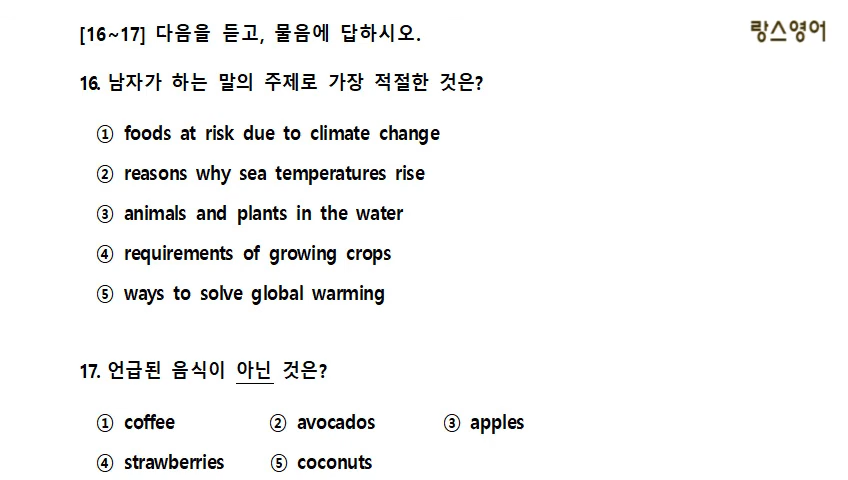 [16~17] 다음을 듣고, 물음에 답하시오.
랑스영어
16. 남자가 하는 말의 주제로 가장 적절한 것은?
① foods at risk due to climate change
② reasons why sea temperatures rise
③ animals and plants in the water
④ requirements of growing crops
⑤ ways to solve global warming
17. 언급된 음식이 아닌 것은?
① coffee ② avocados ③ apples
④ strawberries ⑤ coconuts